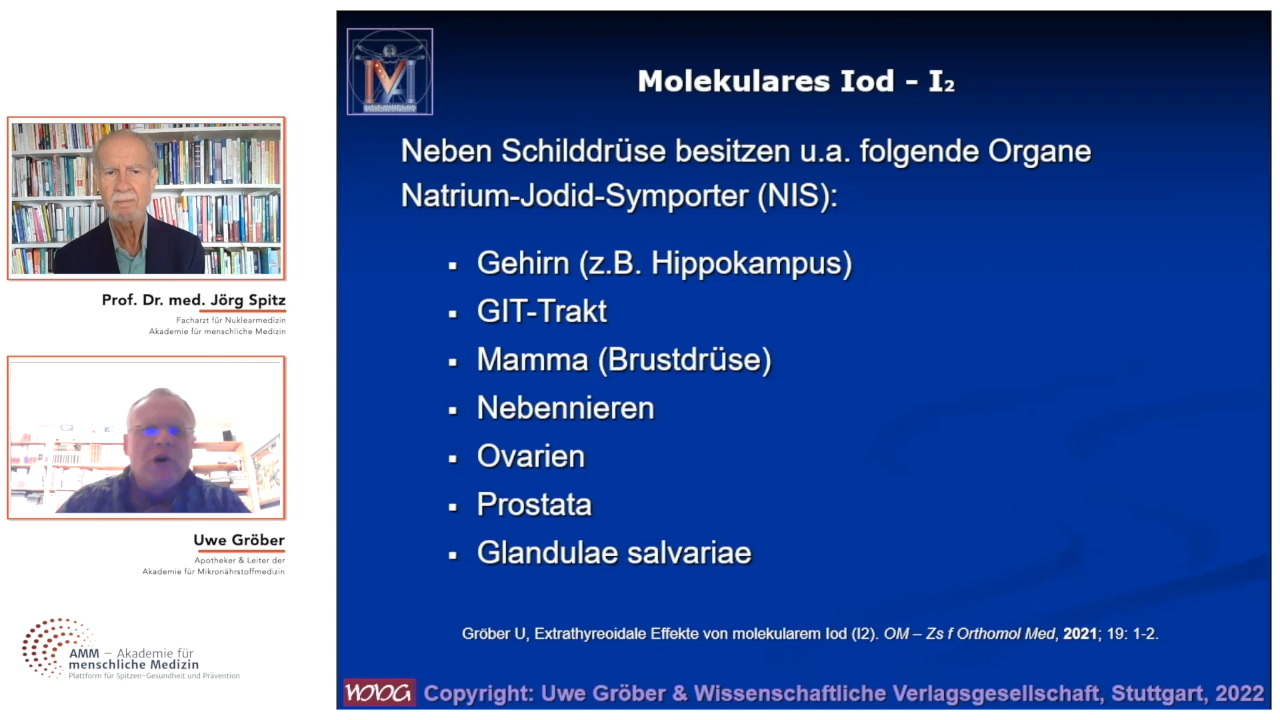 Prof. Dr. med. Jörg Spitz
Facharzt für Nuklearmedizin
Akademie für menschliche Medizin
Uwe Gröber
Apotheker & Leiter der
Akademie für Mikronährstoffmedizin
AMM – Akademie für
menschliche Medizin
Plattform für Spitzen-Gesundheit und Prävention
Molekulares Iod - I₂
Neben Schilddrüse besitzen u.a. folgende Organe
Natrium-Jodid-Symporter (NIS):
▪ Gehirn (z.B. Hippokampus)
▪ GIT-Trakt
▪ Mamma (Brustdrüse)
▪ Nebennieren
▪ Ovarien
▪ Prostata
▪ Glandulae salvariae
Gröber U, Extrathyreoidale Effekte von molekularem Iod (I2). OM – Zs f Orthomol Med, 2021; 19: 1-2.
Copyright: Uwe Gröber & Wissenschaftliche Verlagsgesellschaft, Stuttgart, 2022